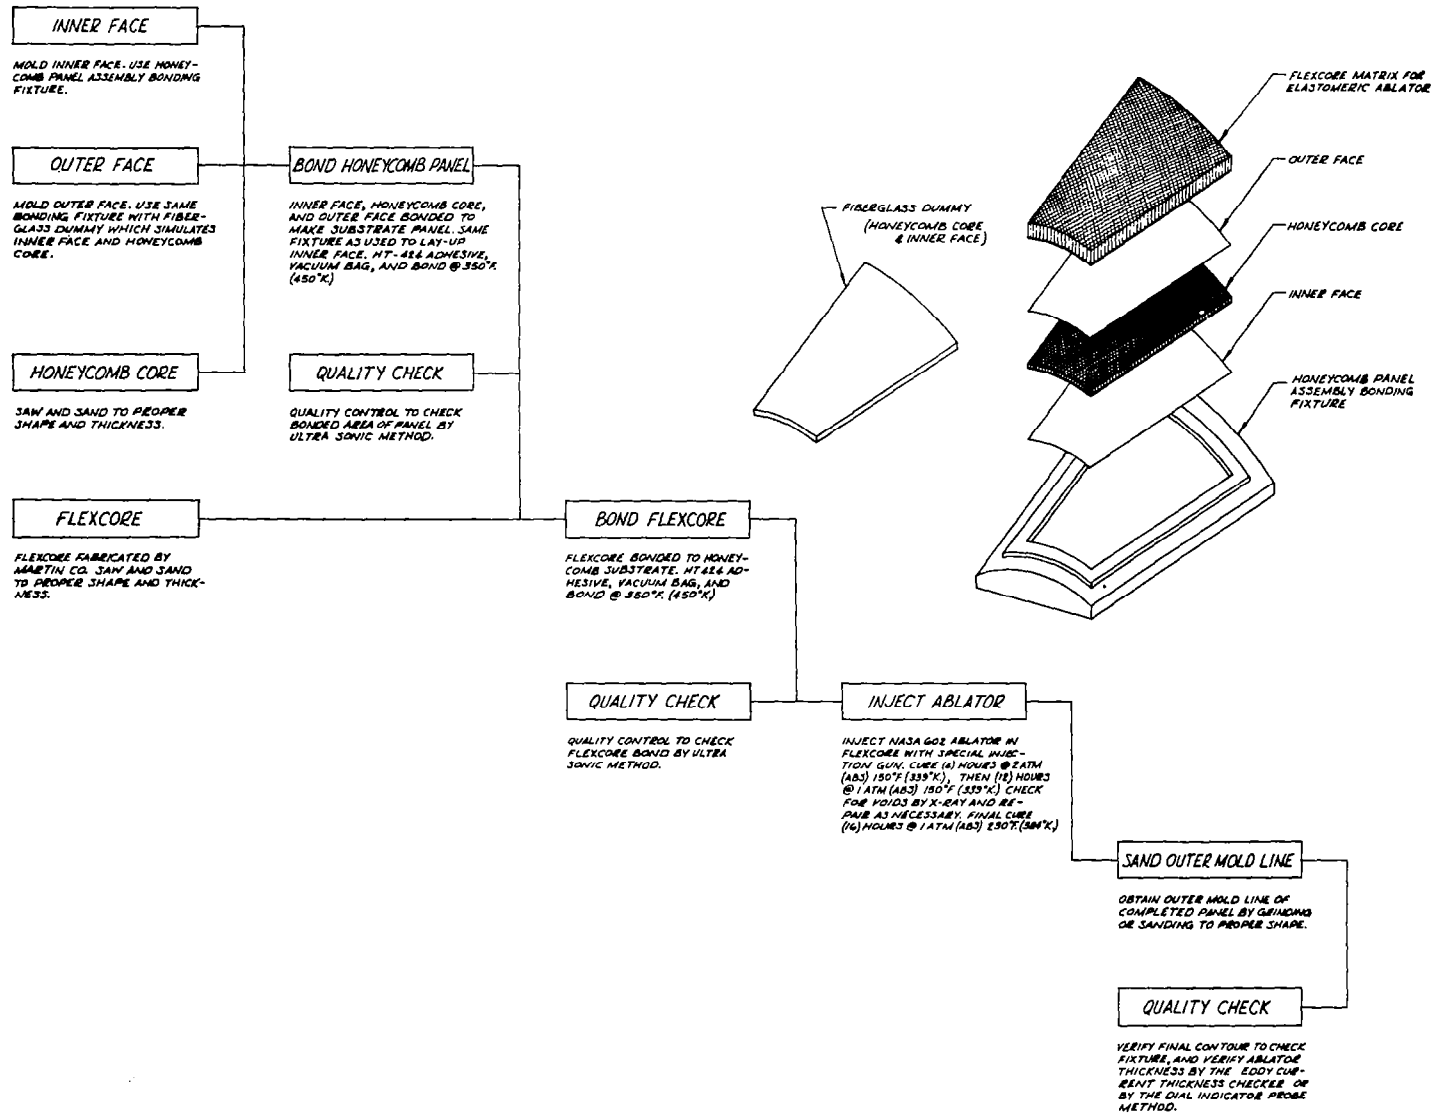 INNER FACE
MOLD INNER FACE. USE HONEY-
COMB PANEL ASSEMBLY BONDING
FIXTURE.
OUTER FACE
MOLD OUTER FACE. USE SAME
BONDING FIXTURE WITH FIBER-
GLASS DUMMY WHICH SIMULATES
INNER FACE AND HONEYCOMB
CORE.
HONEYCOMB CORE
SAW AND SAND TO PROPER
SHAPE AND THICKNESS.
FLEXCORE
FLEXCORE FABRICATED BY
MARTIN CO. SAW AND SAND
TO PROPER SHAPE AND THICK-
NESS.
BOND HONEYCOMB PANEL
INNER FACE, HONEYCOMB CORE,
AND OUTER FACE BONDED TO
MAKE SUBSTRATE PANEL. SAME
FIXTURE AS USED TO LAY-UP
INNER FACE. HT-424 ADHESIVE,
VACUUM BAG, AND BOND @ 350°F.
(450°K.)
QUALITY CHECK
QUALITY CONTROL TO CHECK
BONDED AREA OF PANEL BY
ULTRA SONIC METHOD.
BOND FLEXCORE
FLEXCORE BONDED TO HONEY-
COMB SUBSTRATE. HT424 AD-
HESIVE, VACUUM BAG, AND
BOND @ 350°F. (450°K.)
QUALITY CHECK
QUALITY CONTROL TO CHECK
FLEXCORE BOND BY ULTRA
SONIC METHOD.
INJECT ABLATOR
INJECT NASA 602 ABLATOR IN
FLEXCORE WITH SPECIAL INJEC-
TION GUN. CURE HOURS @ 2 ATM
(ABS) 150°F (339°K.), THEN (12) HOURS
@ 1 ATM (ABS) 150°F (339°K.) CHECK
FOR VOIDS BY X-RAY AND RE-
PAIR AS NECESSARY. FINAL CURE
(16) HOURS @ 1 ATM (ABS) 230°F. (384°K.)
SAND OUTER MOLD LINE
OBTAIN OUTER MOLD LINE OF
COMPLETED PANEL BY GRINDING
OR SANDING TO PROPER SHAPE.
QUALITY CHECK
VERIFY FINAL CONTOUR TO CHECK
FIXTURE, AND VERIFY ABLATOR
THICKNESS BY THE EDDY CUR-
RENT THICKNESS CHECKER OR
BY THE DIAL INDICATOR PROBE
METHOD.
FIBERGLASS DUMMY
(HONEYCOMB CORE
& INNER FACE)
FLEXCORE MATRIX FOR
ELASTOMERIC ABLATOR
OUTER FACE
HONEYCOMB CORE
INNER FACE
HONEYCOMB PANEL
ASSEMBLY BONDING
FIXTURE